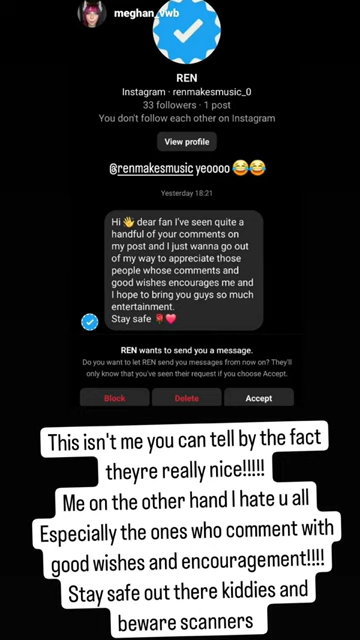 meghan_vwb
REN
Instagram · renmakesmusic_0
33 followers · 1 post
You don't follow each other on Instagram
View profile
@renmakesmusic yeoooo 😂😂
Yesterday 18:21
Hi 👋 dear fan I've seen quite a
handful of your comments on
my post and I just wanna go out
of my way to appreciate those
people whose comments and
good wishes encourages me and
I hope to bring you guys so much
entertainment.
Stay safe 🌹💖
REN wants to send you a message.
Do you want to let REN send you messages from now on? They'll
only know that you've seen their request if you choose Accept.
Block Delete Accept
This isn't me you can tell by the fact
theyre really nice!!!!!
Me on the other hand I hate u all
Especially the ones who comment with
good wishes and encouragement!!!!
Stay safe out there kiddies and
beware scanners